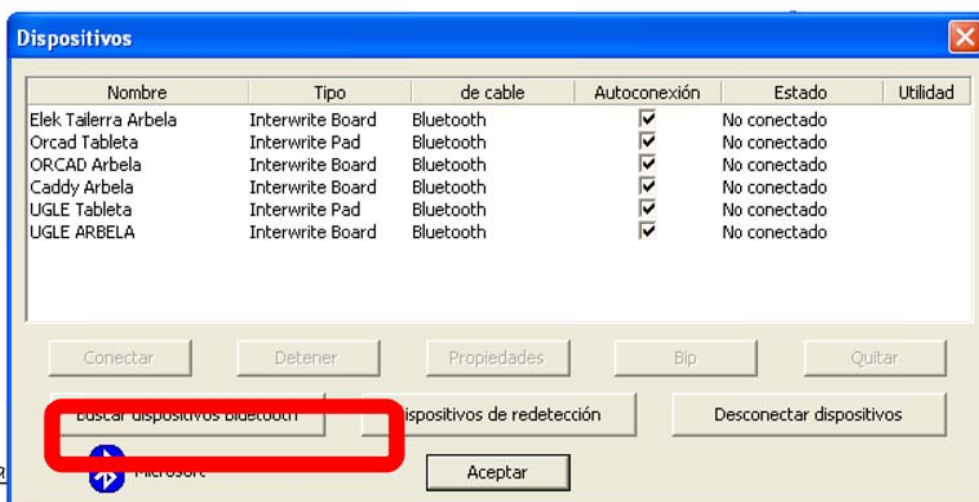 Dispositivos
Nombre Tipo de cable Autoconexión Estado Utilidad
Elek Tailerra Arbela Interwrite Board Bluetooth No conectado
Orcad Tableta Interwrite Pad Bluetooth No conectado
ORCAD Arbela Interwrite Board Bluetooth No conectado
Caddy Arbela Interwrite Board Bluetooth No conectado
UGLE Tableta Interwrite Pad Bluetooth No conectado
UGLE ARBELA Interwrite Board Bluetooth No conectado
Conectar Detener Propiedades Bip Quitar
Buscar dispositivos Bluetooth ispositivos de redetección Desconectar dispositivos
Microsoft Aceptar